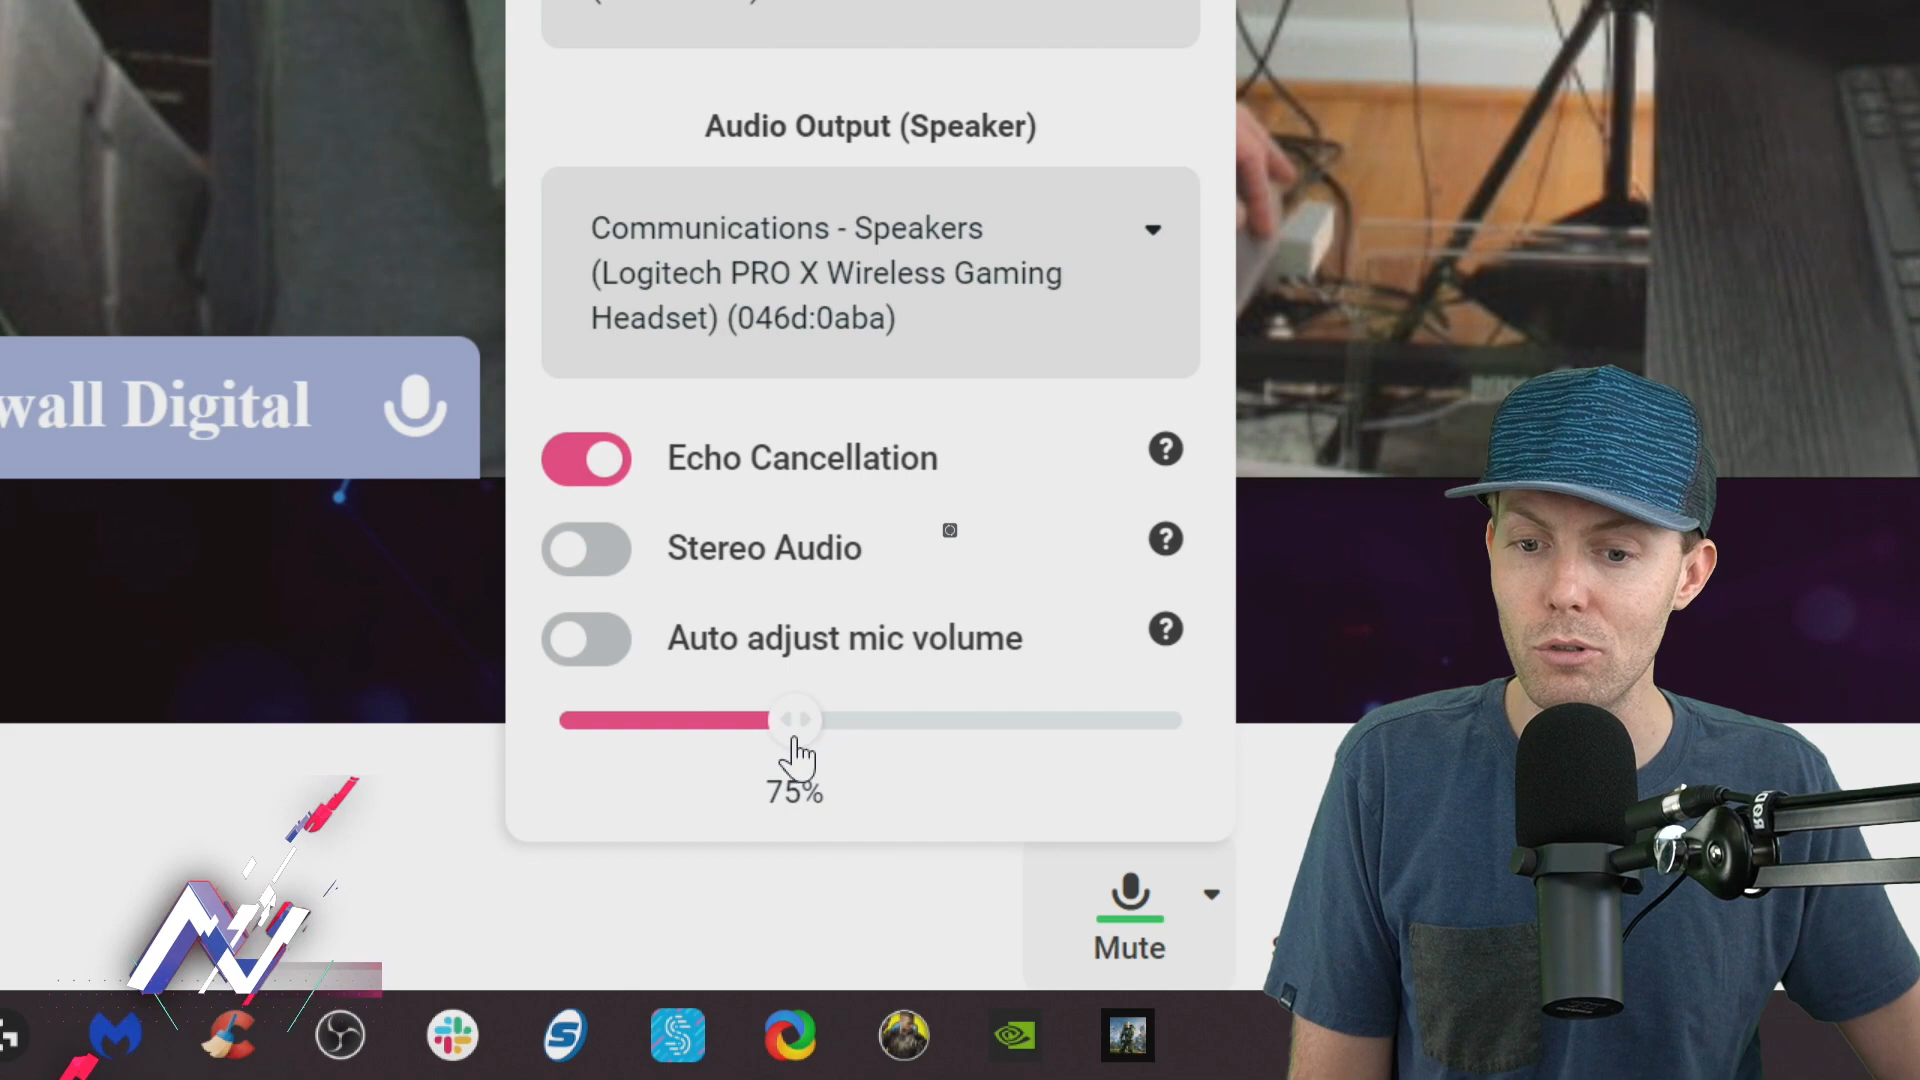 Audio Output (Speaker)
Communications - Speakers
(Logitech PRO X Wireless Gaming
Headset) (046d:0aba)
wall Digital
Echo Cancellation
?
Stereo Audio
?
Auto adjust mic volume
?
75%
Mute